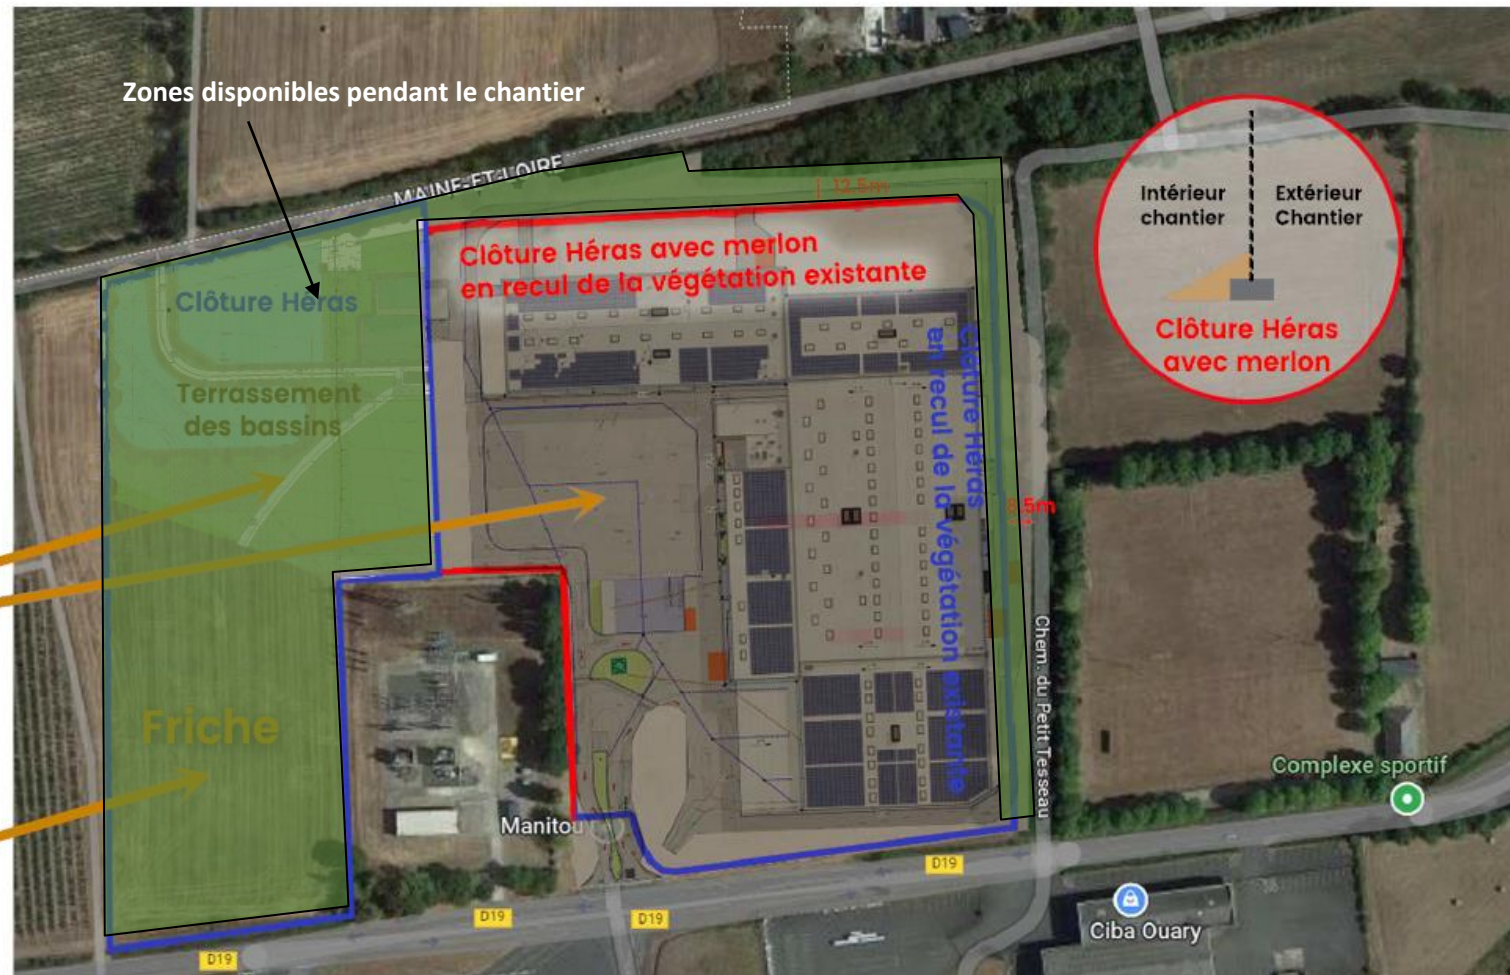 Zones disponibles pendant le chantier
MAINE-ET-LOIRE
12.5m
Intérieur
chantier
Extérieur
Chantier
Clôture Héras
avec merlon
Clôture Héras avec merlon
en recul de la végétation existante
Clôture Héras
Terrassement
des bassins
Clôture Héras
en recul de la végétation existante
.5m
Chem. du Petit Tesseau
Friche
Complexe sportif
Manitou
D19
D19
D19
D19
Ciba Ouary